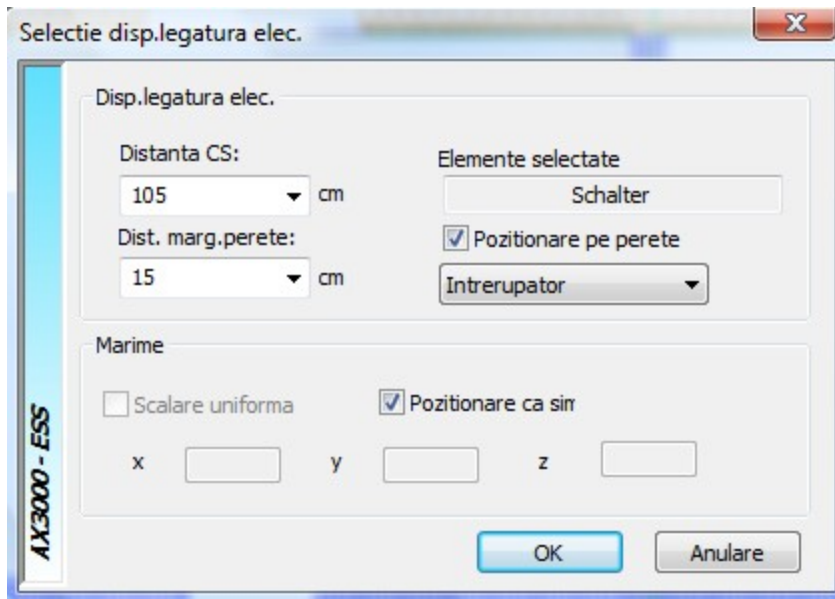 Selectie disp.legatura elec.
Disp.legatura elec.
Distanta CS:
105 cm
Elemente selectate
Schalter
Dist. marg.perete:
15 cm
Pozitionare pe perete
Intrerupator
Marime
Scalare uniforma
Pozitionare ca sim
x y z
AX3000 - ESS
OK Anulare